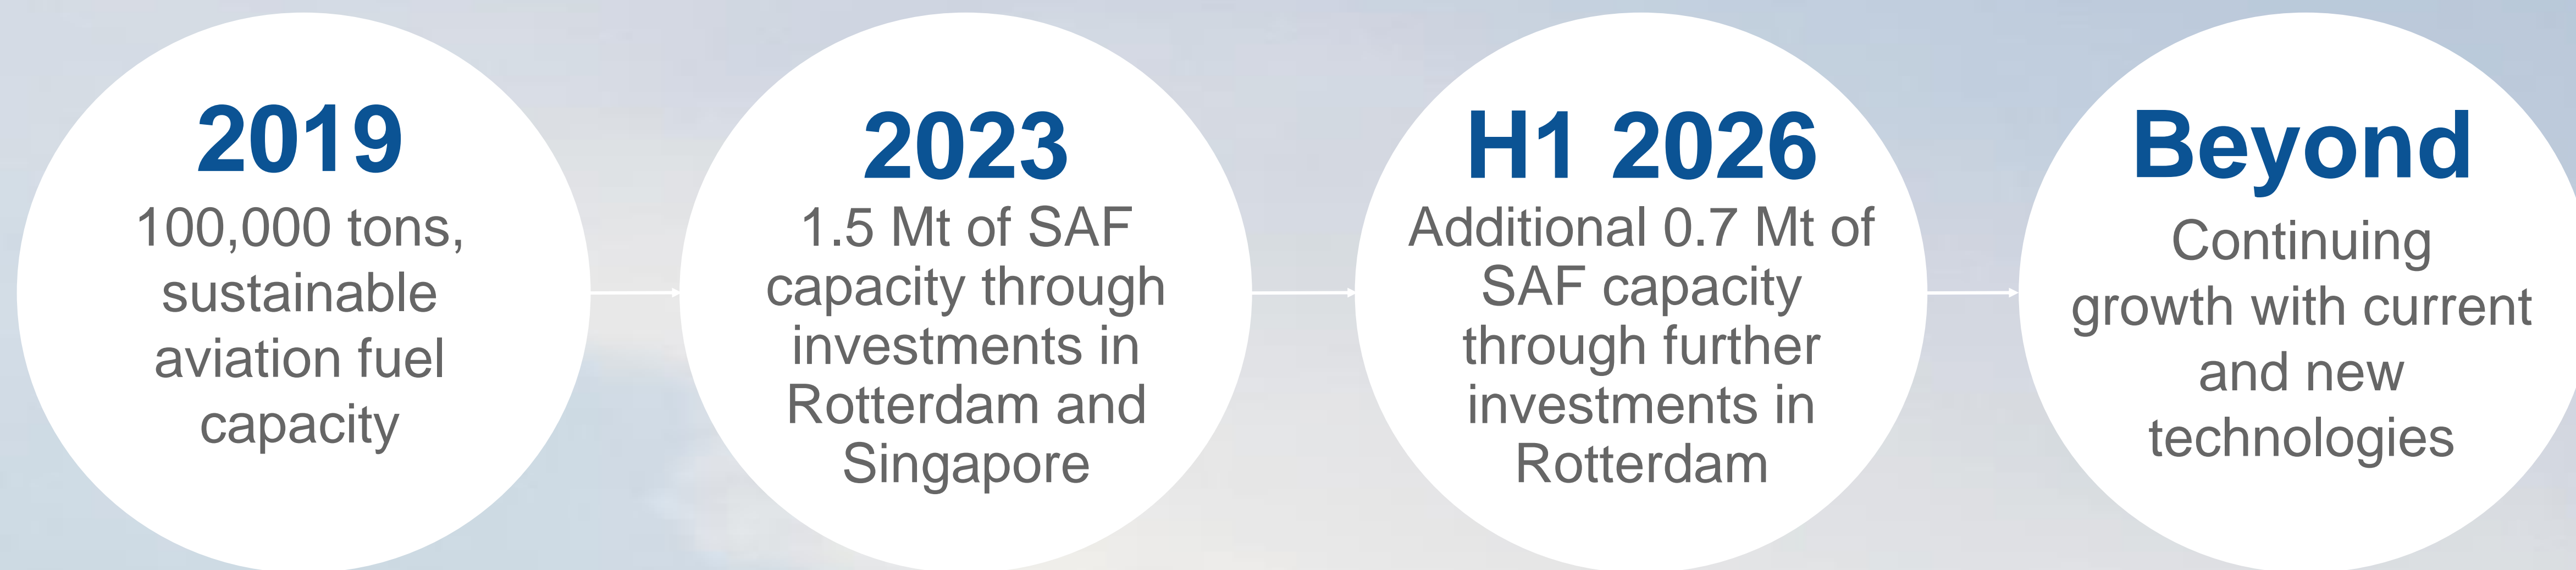 2019
100,000 tons,
sustainable
aviation fuel
capacity
2023
1.5 Mt of SAF
capacity through
investments in
Rotterdam and
Singapore
H1 2026
Additional 0.7 Mt of
SAF capacity
through further
investments in
Rotterdam
Beyond
Continuing
growth with current
and new
technologies